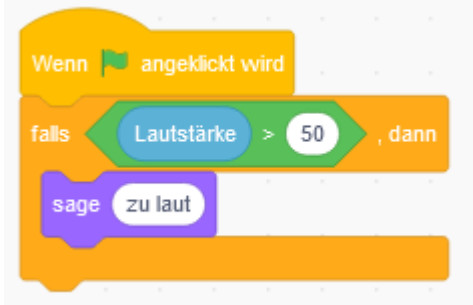 Wenn angeklickt wird
falls Lautstärke > 50 , dann
sage zu laut